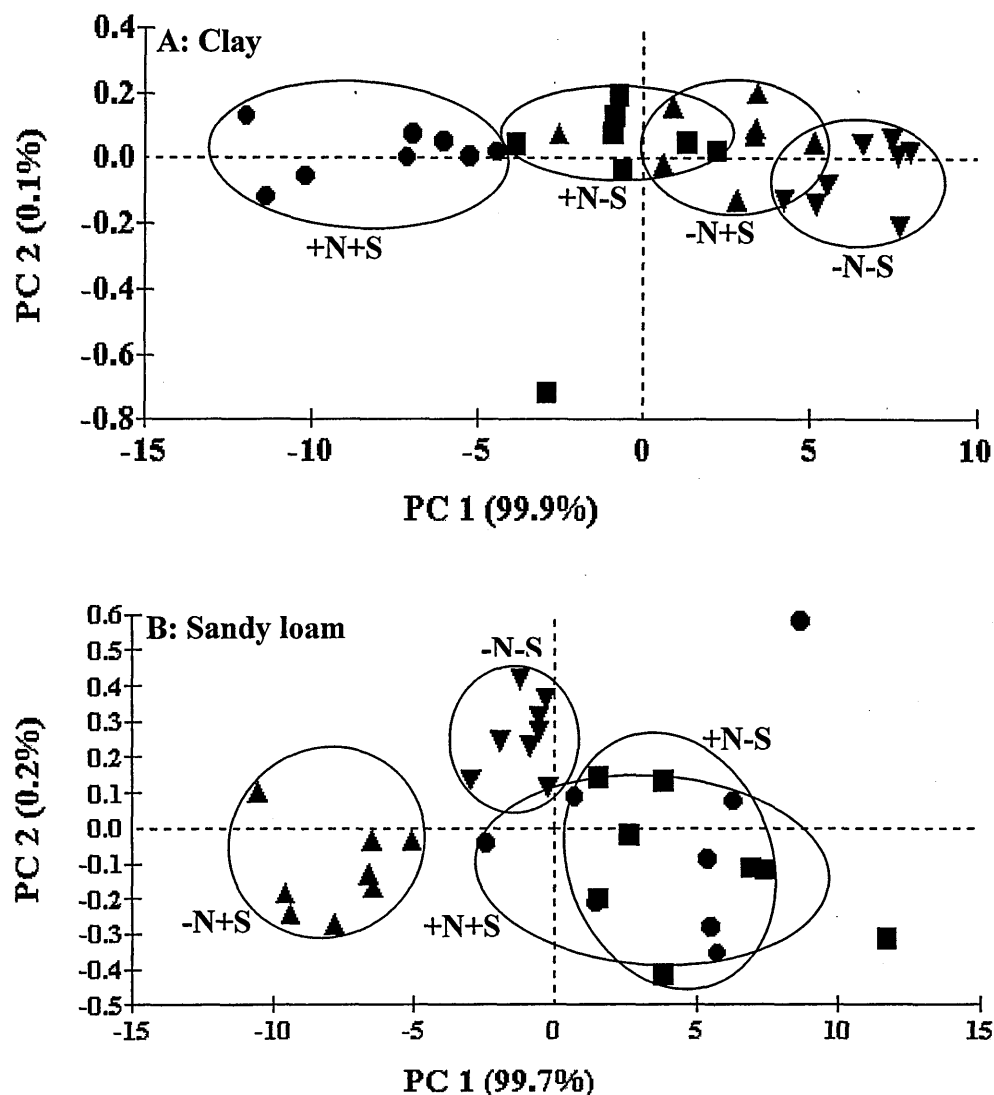 A: Clay
PC 2 (0.1%)
0.4
0.2
0.0
-0.2
-0.4
-0.6
-0.8
+N+S
+N-S
-N+S
-N-S
-15
-10
-5
0
5
10
PC 1 (99.9%)
B: Sandy loam
PC 2 (0.2%)
0.6
0.5
0.4
0.3
0.2
0.1
0.0
-0.1
-0.2
-0.3
-0.4
-0.5
-N-S
+N-S
-N+S
+N+S
-15
-10
-5
0
5
10
15
PC 1 (99.7%)